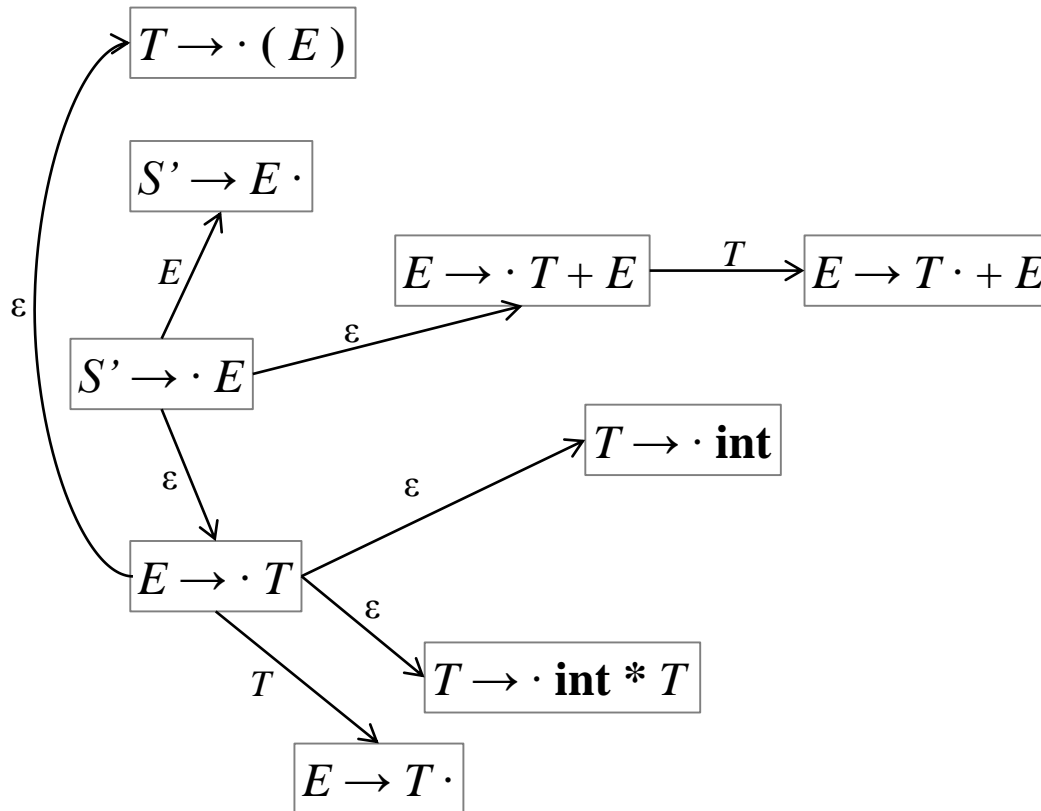 T → · ( E )
S’ → E ·
E → · T + E
T
E → T · + E
E
ε
ε
S’ → · E
T → · int
ε
ε
E → · T
ε
T → · int * T
T
E → T ·